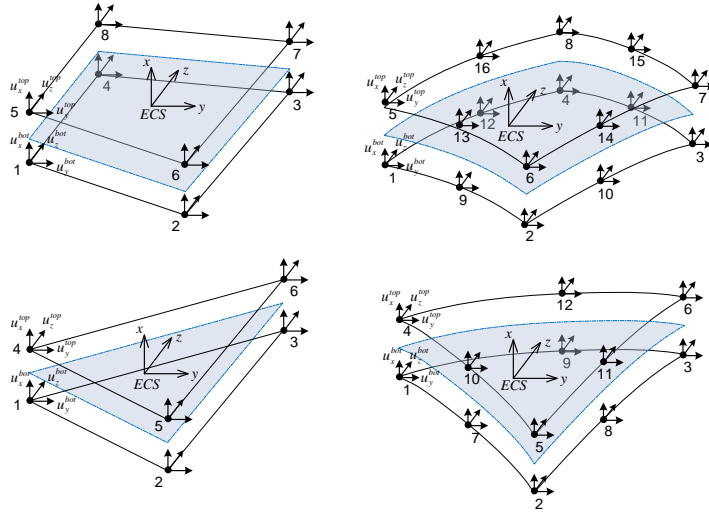 8
7
x
z
4
u_x^{top}
u_z^{top}
3
5
u_x^{top}
ECS
y
u_x^{bot}
u_z^{bot}
6
1
u_y^{bot}
2
8
16
15
x
z
7
4
u_x^{top}
u_z^{top}
5
12
11
13
ECS
y
14
u_x^{bot}
u_z^{bot}
3
1
6
9
10
2
6
x
z
u_x^{top}
u_z^{top}
3
4
u_y^{top}
ECS
y
u_x^{bot}
u_z^{bot}
1
u_y^{bot}
5
2
12
6
u_x^{top}
u_z^{top}
4
u_y^{top}
x
z
9
3
u_x^{bot}
u_z^{bot}
10
11
ECS
y
1
u_y^{bot}
7
5
8
2